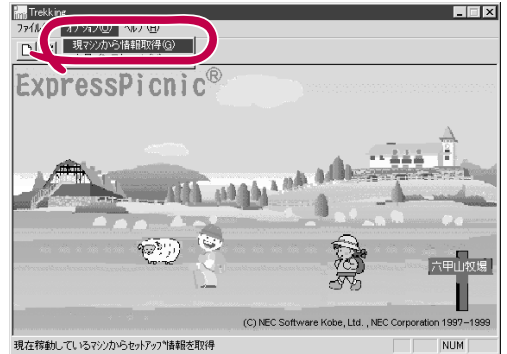 Trekking
ファイル オプション(O) ヘルプ(H)
現マシンから情報取得(G)
ExpressPicnic®
六甲山牧場
(C) NEC Software Kobe, Ltd. , NEC Corporation 1997-1999
現在稼動しているマシンからセットアップ情報を取得
NUM